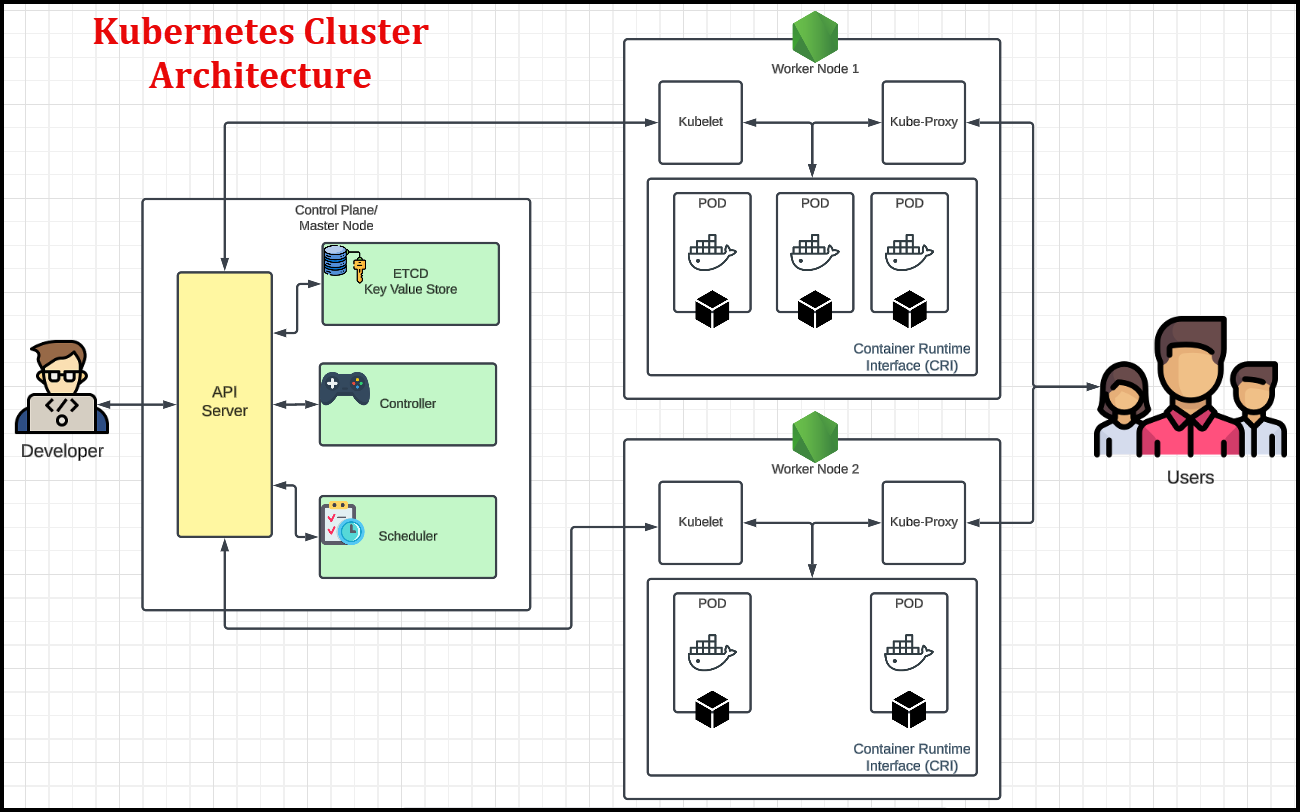 Kubernetes Cluster
Architecture
Worker Node 1
Kubelet
Kube-Proxy
POD
POD
POD
Container Runtime
Interface (CRI)
Control Plane/
Master Node
API
Server
ETCD
Key Value Store
Controller
Scheduler
Developer
Worker Node 2
Kubelet
Kube-Proxy
POD
POD
Container Runtime
Interface (CRI)
Users